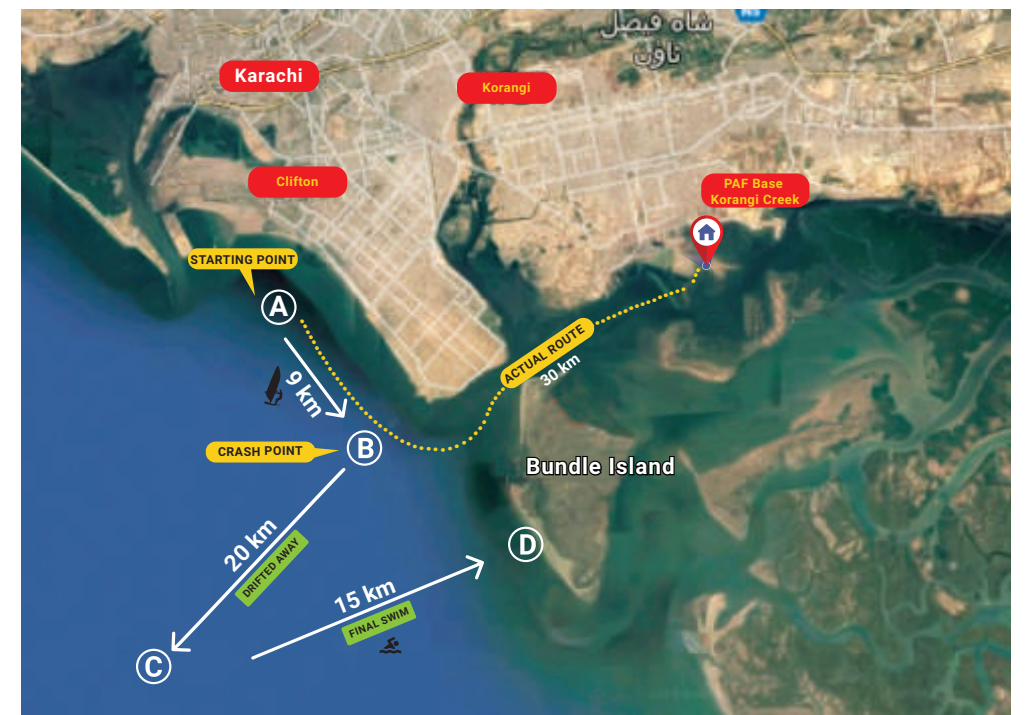 شاہ فیصل
ٹاؤن
N5
Karachi
Korangi
Clifton
PAF Base
Korangi Creek
STARTING POINT
A
ACTUAL ROUTE
30 km
9 km
B
CRASH POINT
Bundle Island
20 km
DRIFTED AWAY
D
15 km
FINAL SWIM
C